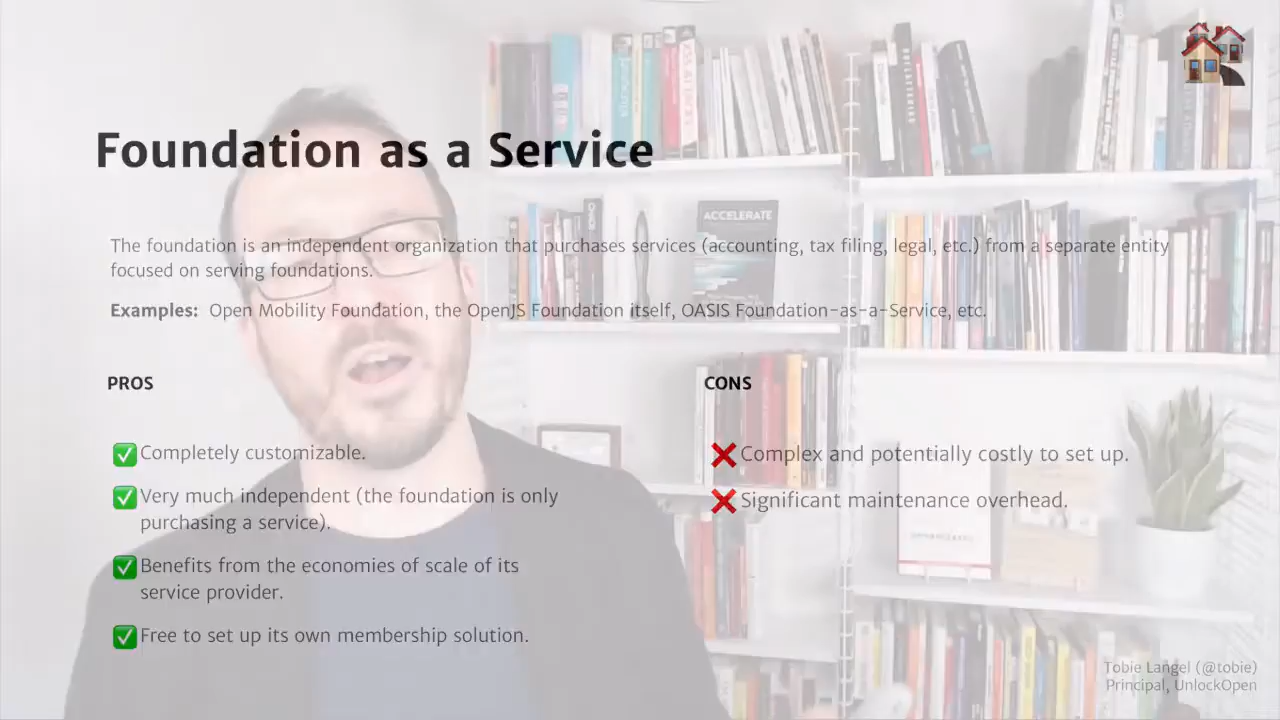 Foundation as a Service
The foundation is an independent organization that purchases services (accounting, tax filing, legal, etc.) from a separate entity
focused on serving foundations.
Examples: Open Mobility Foundation, the OpenJS Foundation itself, OASIS Foundation-as-a-Service, etc.
PROS
Completely customizable.
Very much independent (the foundation is only
purchasing a service).
Benefits from the economies of scale of its
service provider.
Free to set up its own membership solution.
CONS
Complex and potentially costly to set up.
Significant maintenance overhead.
ACCELERATE
Tobie Langel (@tobie)
Principal, UnlockOpen